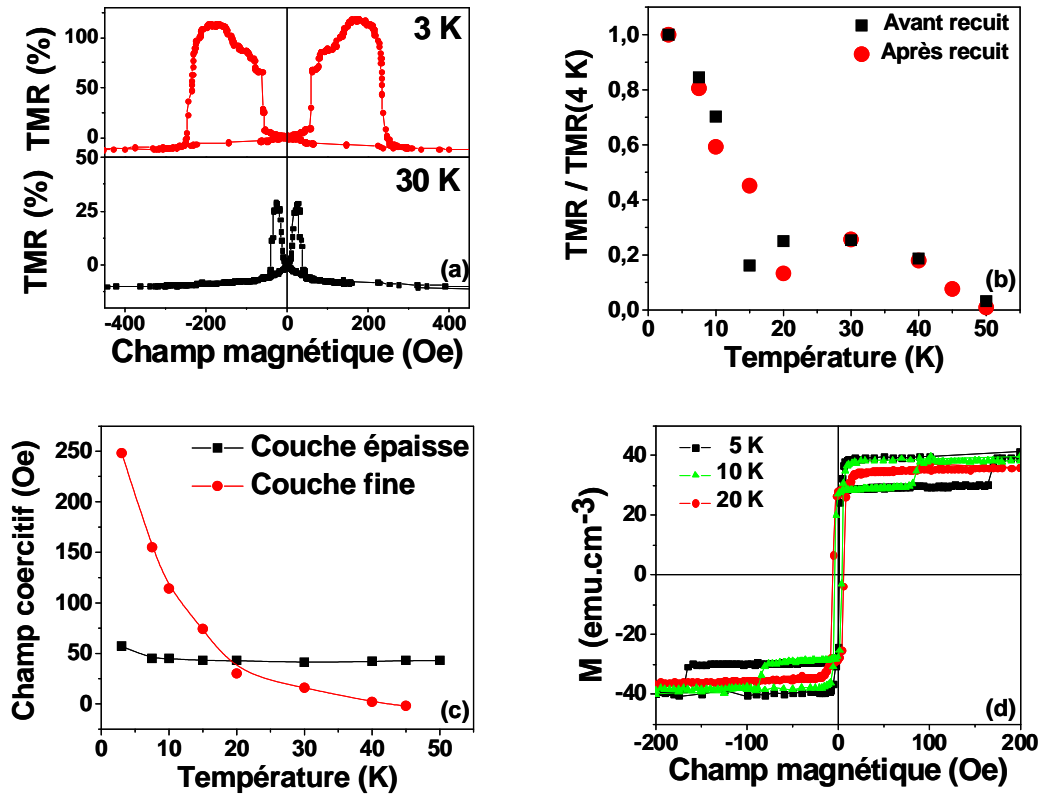 3 K
TMR (%)
100
50
0
30 K
TMR (%)
50
25
0
(a)
-400 -200 0 200 400
Champ magnétique (Oe)
Avant recuit
Après recuit
TMR / TMR(4 K)
1,0
0,8
0,6
0,4
0,2
0,0
(b)
10 20 30 40 50
Température (K)
Couche épaisse
Couche fine
Champ coercitif (Oe)
250
200
150
100
50
0
(c)
0 10 20 30 40 50
Température (K)
5 K
10 K
20 K
M (emu.cm-3)
40
20
0
-20
-40
(d)
-200 -100 0 100 200
Champ magnétique (Oe)